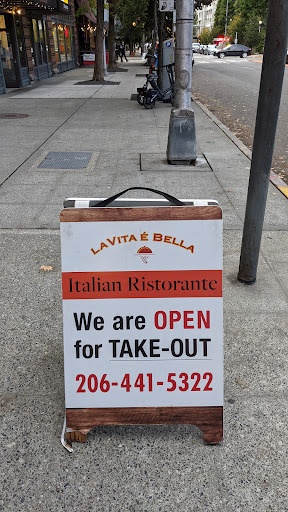 LAVITA É BELLA
Italian Ristorante
We are OPEN
for TAKE-OUT
206-441-5322